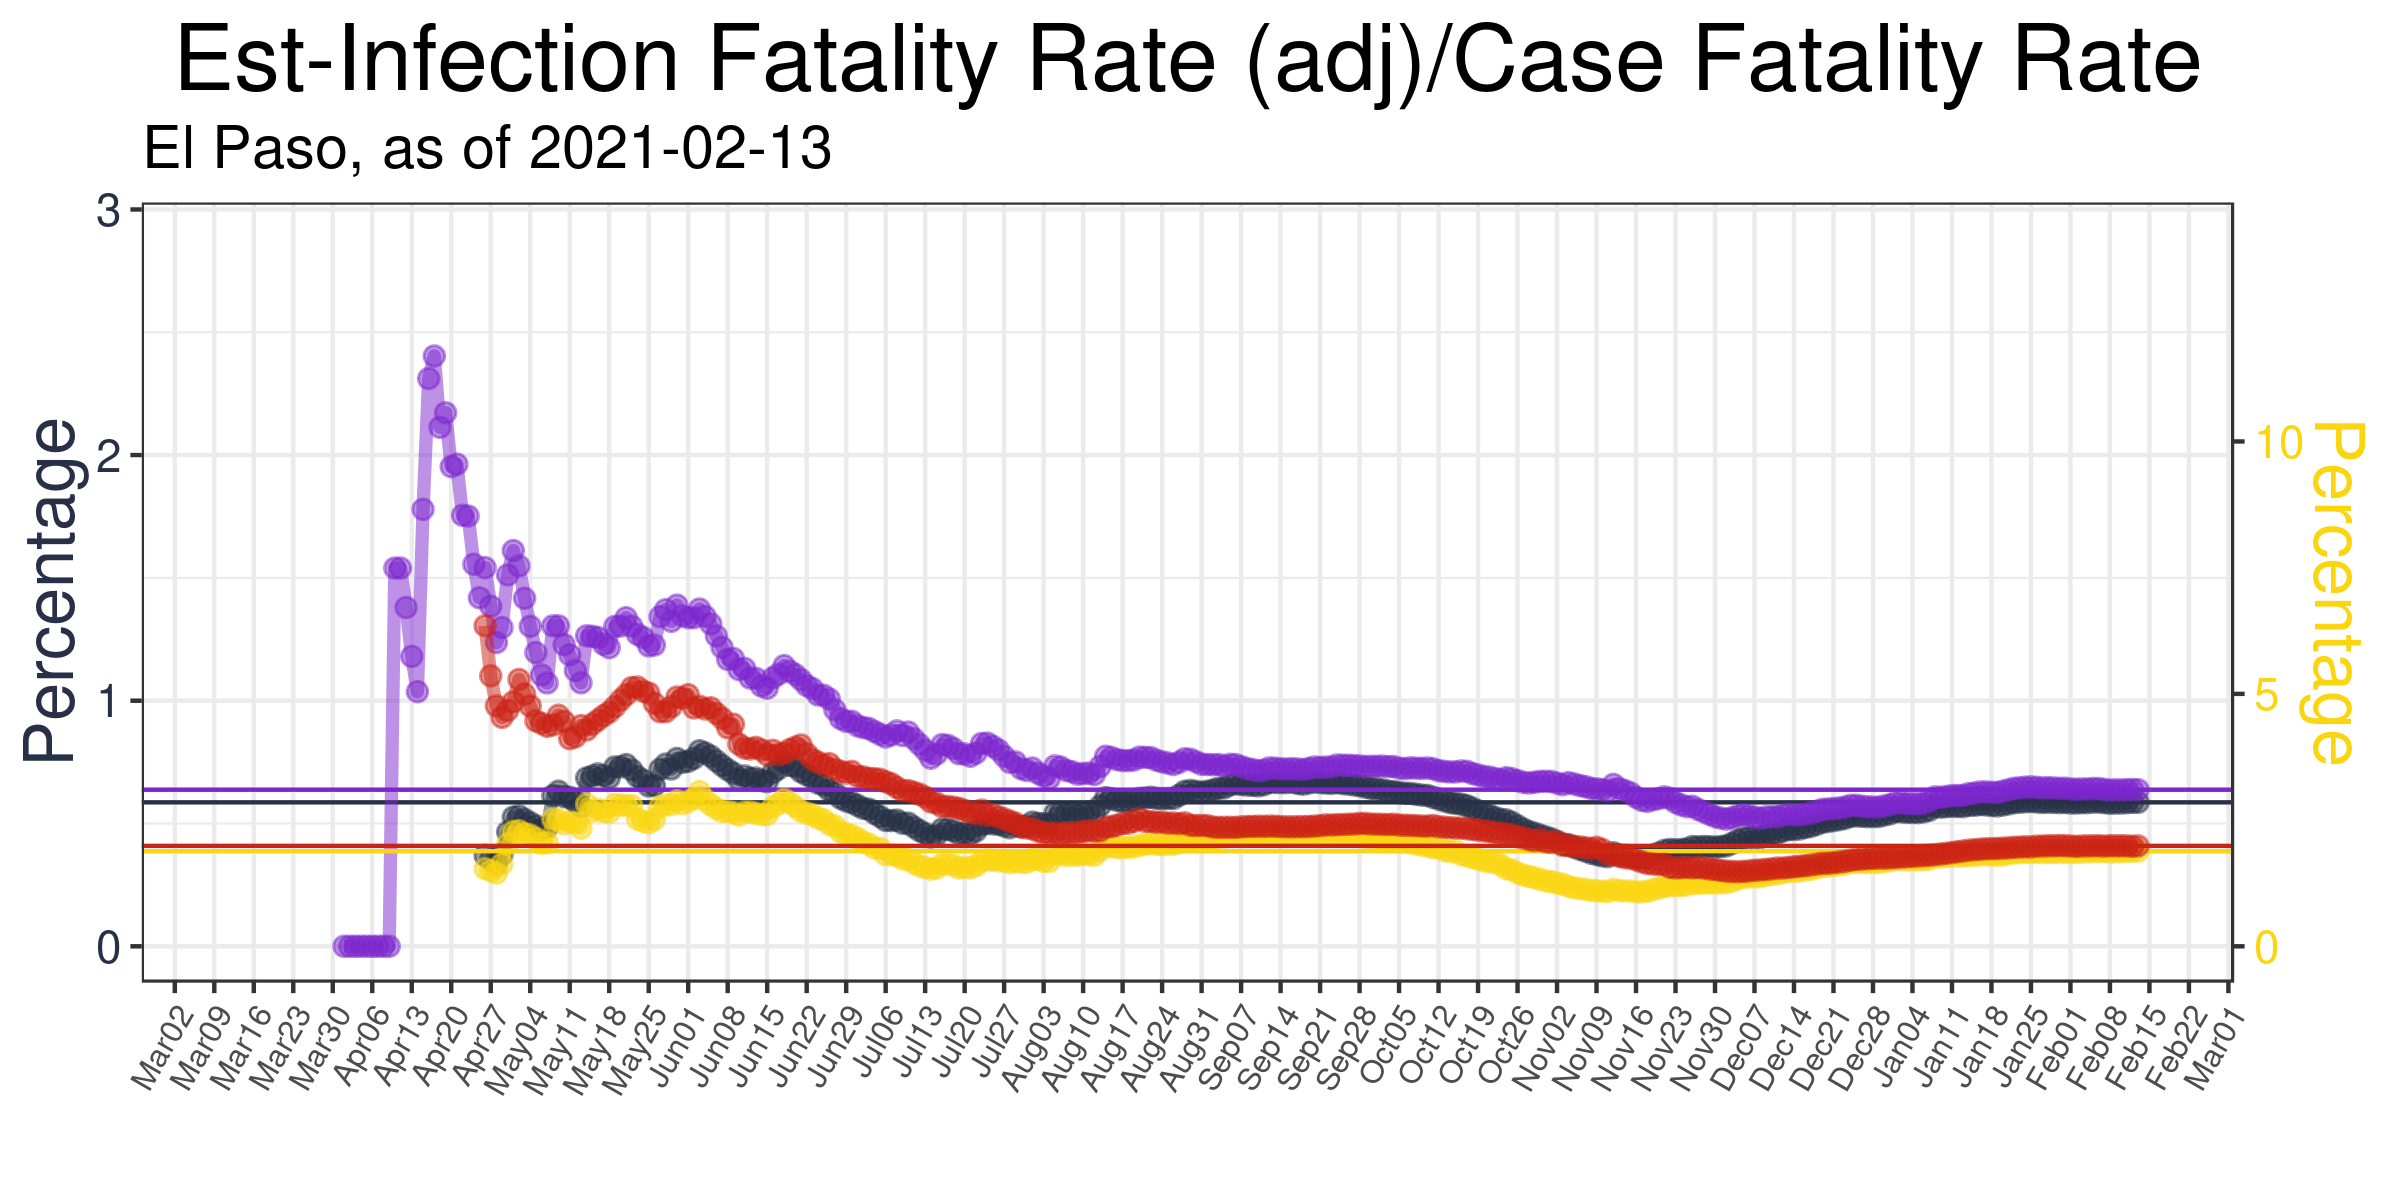 Est-Infection Fatality Rate (adj)/Case Fatality Rate
El Paso, as of 2021-02-13
Percentage
3
2
1
0
10
5
0
Percentage
Mar02
Mar09
Mar16
Mar23
Mar30
Apr06
Apr13
Apr20
Apr27
May04
May11
May18
May25
Jun01
Jun08
Jun15
Jun22
Jun29
Jul06
Jul13
Jul20
Jul27
Aug03
Aug10
Aug17
Aug24
Aug31
Sep07
Sep14
Sep21
Sep28
Oct05
Oct12
Oct19
Oct26
Nov02
Nov09
Nov16
Nov23
Nov30
Dec07
Dec14
Dec21
Dec28
Jan04
Jan11
Jan18
Jan25
Feb01
Feb08
Feb15
Feb22
Mar01